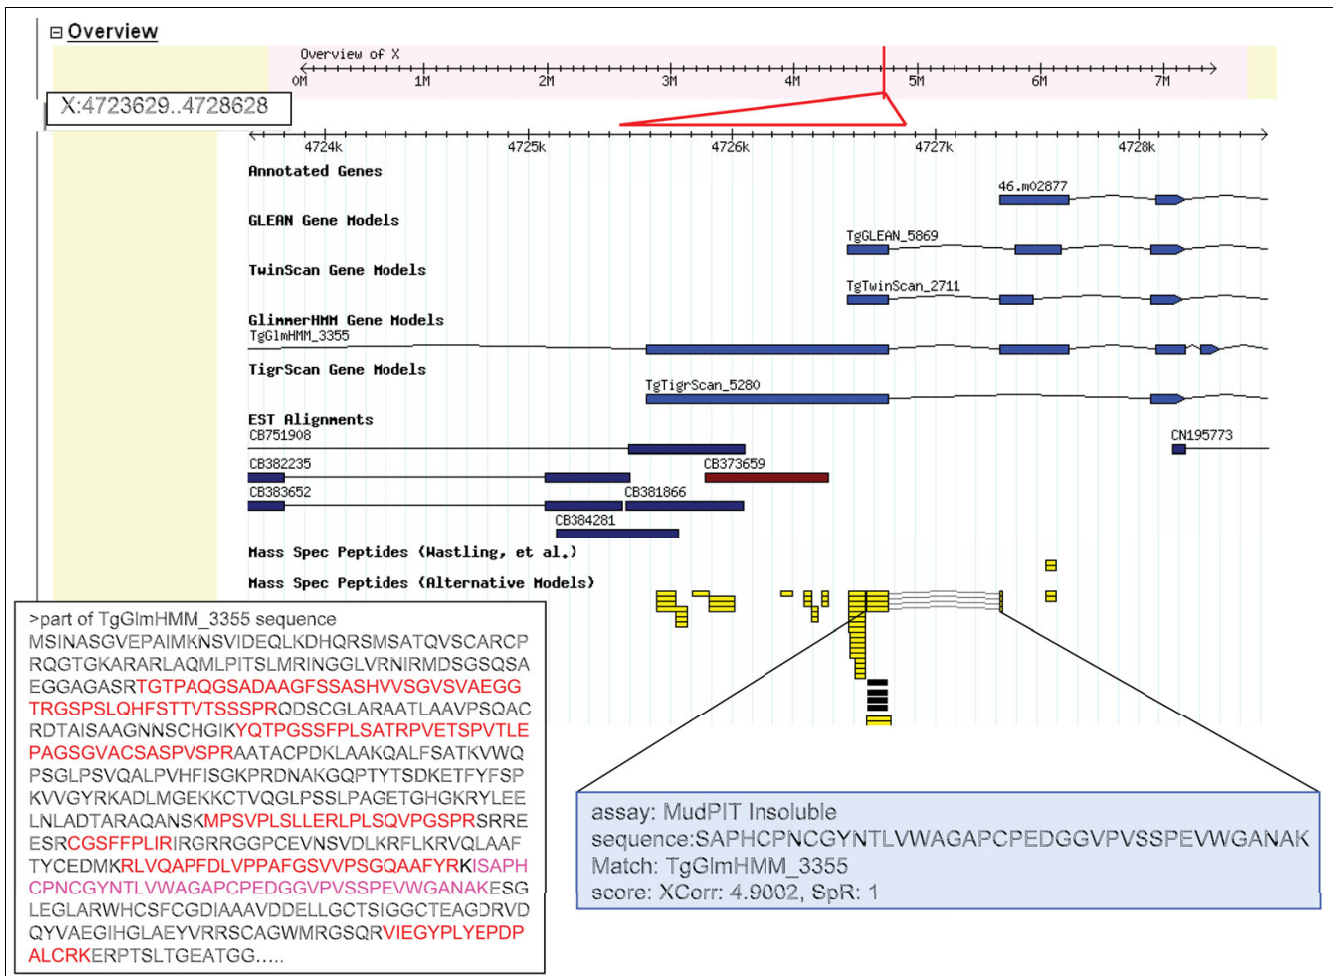 Overview
Overview of X
0M 1M 2M 3M 4M 5M 6M 7M
X:4723629..4728628
4724k 4725k 4726k 4727k 4728k
Annotated Genes
46.m02877
GLEAN Gene Models
TgGLEAN_5869
TwinScan Gene Models
TgTwinScan_2711
GlimmerHMM Gene Models
TgGlmHMM_3355
TigrScan Gene Models
TgTigrScan_5280
EST Alignments
CB751908 CN195773
CB382235 CB373659
CB383652 CB381866
CB384281
Mass Spec Peptides (Wastling, et al.)
Mass Spec Peptides (Alternative Models)
>part of TgGlmHMM_3355 sequence
MSINASGVEPAIMKNSVIDEQLKDHQRSMSATQVSCARCP
RQGTGKARARLAQMLPITSLMRINGGLVRNIRMDSGSQSA
EGGAGASRTGTPAQGSADAAGFSSASHVVSGVSVAEGG
TRGSPSLQHFSTTVTSSSPRQDSCGLARAATLAAVPSQAC
RDTAISAAGNNSCHGIKYQTPGSSFPLSATRPVETSPVTLE
PAGSGVACSASPVSPRAATACPDKLAAKQALFSATKVWQ
PSGLPSVQALPVHFISGKPRDNAKGQPTYTSDKETFYFSP
KVVGYRKADLMGEKKCTVQGLPSSLPAGETGHGKRYLEE
LNLADTARAQANSKMPSVPLSLLERLPLSQVPGSPRSRREE
ESRCGSFFPLIRIRGRRGGPCEVNSVDLKRFLKRVQLAAF
TYCEDMKRLVQAPFDLVPPAFGSVVPSGQAAFYRKISAPH
CPNCGYNTLVWAGAPCPEDGGVPVSSPEVWGANAKESG
LEGLARWHCSFCGDIAAAVDDELLGCTSIGGCTEAGDRVD
QYVAEGIHGLAEYVRRSCAGWMRGSQRVIEGYPLYEPDP
ALCRKERPTSLTGEATGG.....
assay: MudPIT Insoluble
sequence:SAPHCPNCGYNTLVWAGAPCPEDGGVPVSSPEVWGANAK
Match: TgGlmHMM_3355
score: XCorr: 4.9002, SpR: 1